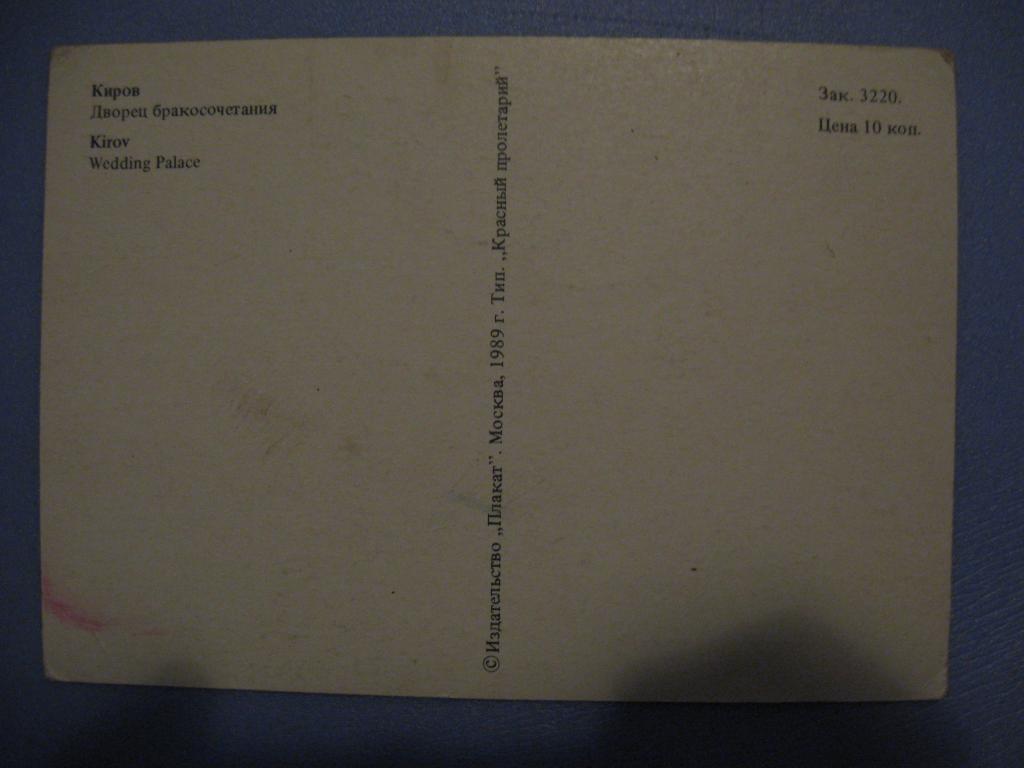 Киров
Дворец бракосочетания
Kirov
Wedding Palace
© Издательство „Плакат”. Москва, 1989 г. Тип. „Красный пролетарий”
Зак. 3220.
Цена 10 коп.